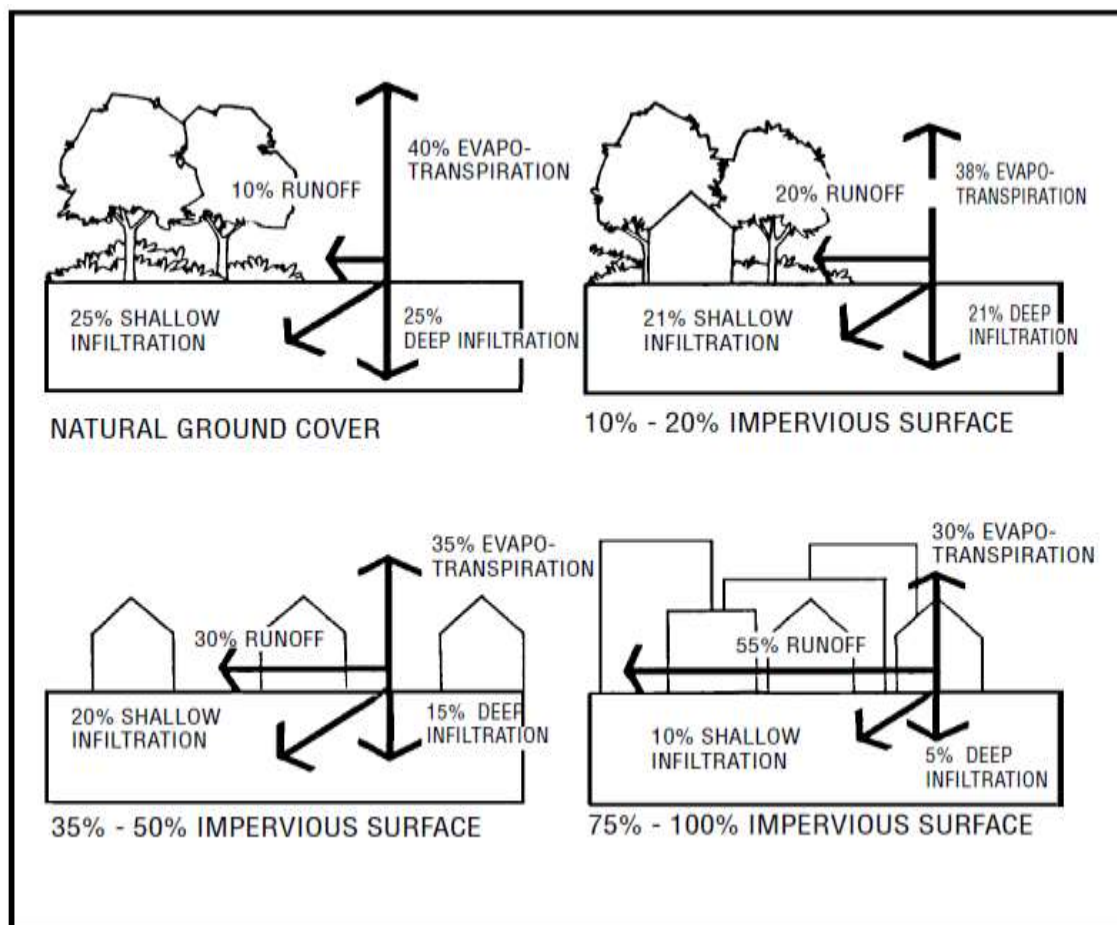 40% EVAPO-
TRANSPIRATION
10% RUNOFF
25% SHALLOW
INFILTRATION
25%
DEEP INFILTRATION
NATURAL GROUND COVER
38% EVAPO-
TRANSPIRATION
20% RUNOFF
21% SHALLOW
INFILTRATION
21% DEEP
INFILTRATION
10% - 20% IMPERVIOUS SURFACE
35% EVAPO-
TRANSPIRATION
30% RUNOFF
20% SHALLOW
INFILTRATION
15% DEEP
INFILTRATION
35% - 50% IMPERVIOUS SURFACE
30% EVAPO-
TRANSPIRATION
55% RUNOFF
10% SHALLOW
INFILTRATION
5% DEEP
INFILTRATION
75% - 100% IMPERVIOUS SURFACE